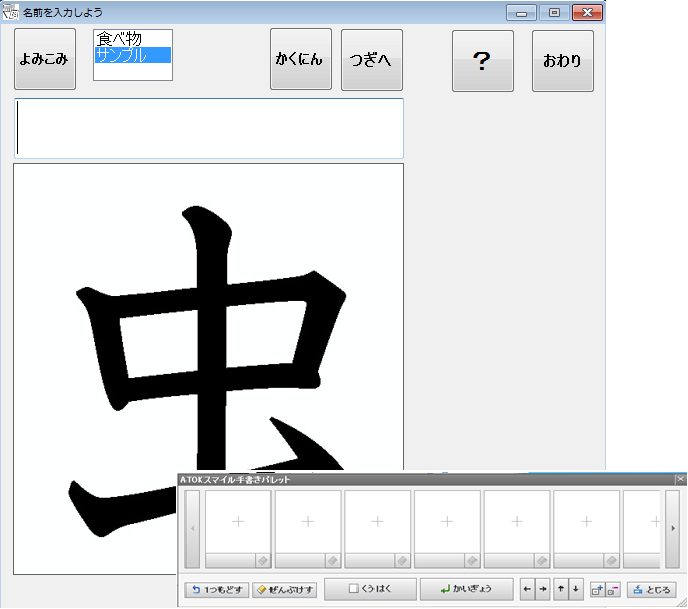 名前を入力しよう
よみこみ
食べ物
サンプル
かくにん
つぎへ
?
おわり
虫
ATOKスマイル手書きパレット
1つもどす
ぜんぶけす
くうはく
かいぎょう
とじる